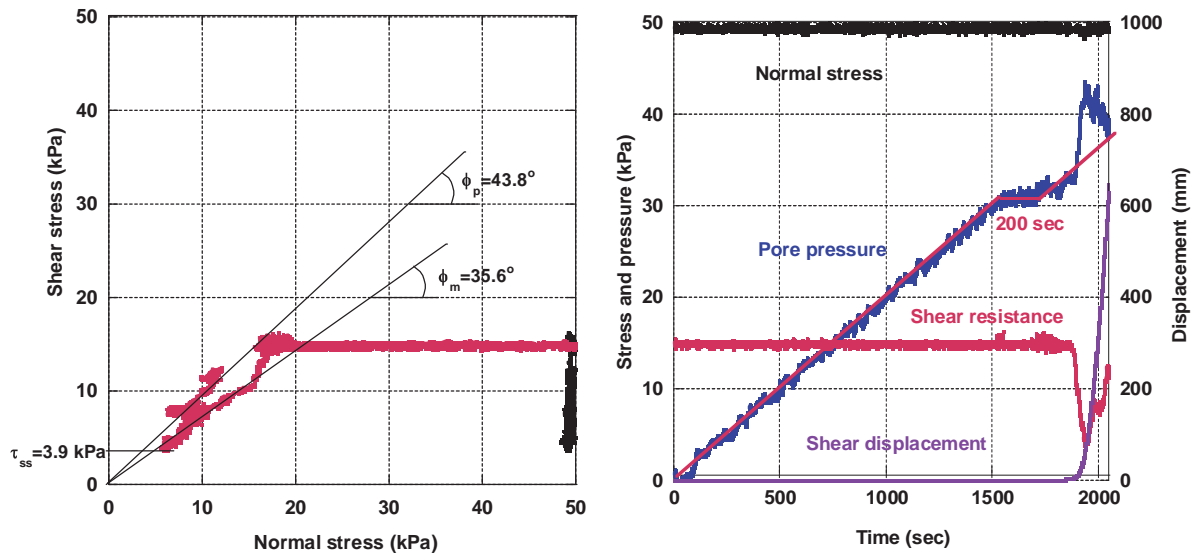 50
40
30
20
10
0
Shear stress (kPa)
ϕp=43.8°
ϕm=35.6°
τss=3.9 kPa
0 10 20 30 40 50
Normal stress (kPa)
50
40
30
20
10
0
Stress and pressure (kPa)
Normal stress
Pore pressure
200 sec
Shear resistance
Shear displacement
1000
800
600
400
200
0
Displacement (mm)
0 500 1000 1500 2000
Time (sec)